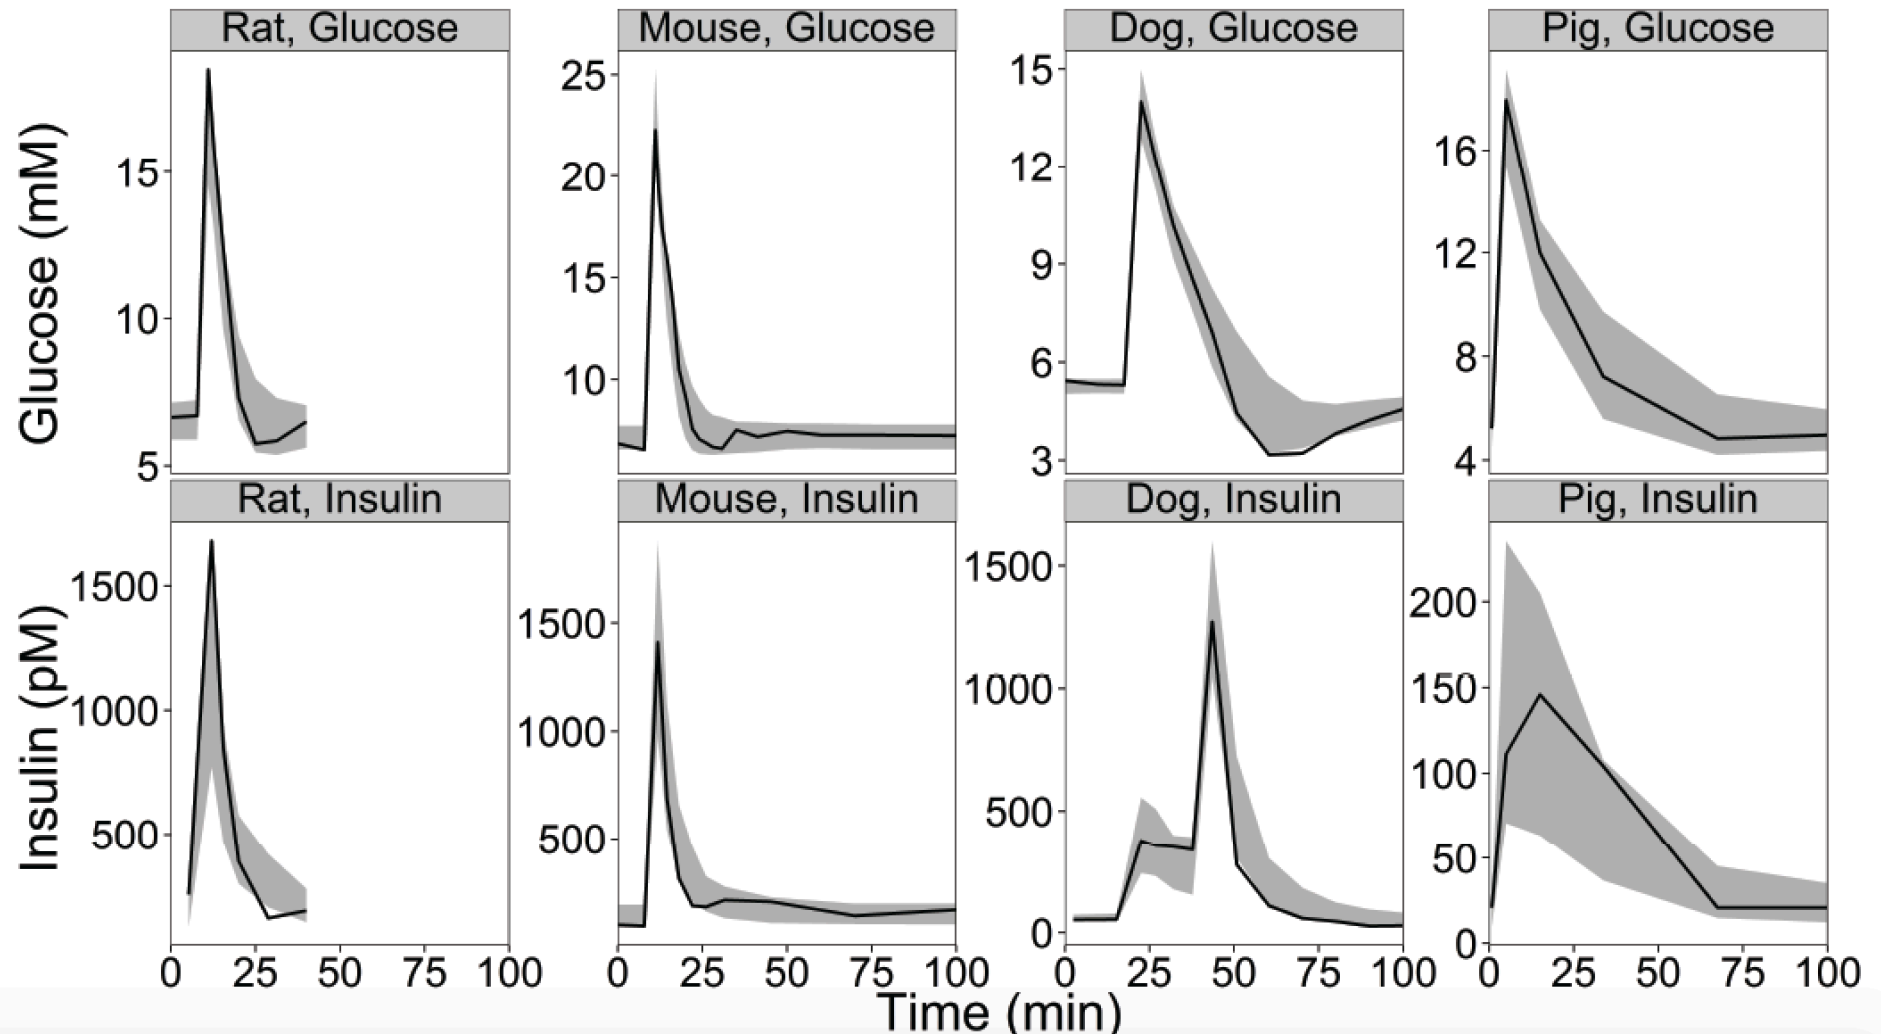 Rat, Glucose
Mouse, Glucose
Dog, Glucose
Pig, Glucose
Glucose (mM)
15
10
5
25
20
15
10
15
12
9
6
3
16
12
8
4
Rat, Insulin
Mouse, Insulin
Dog, Insulin
Pig, Insulin
Insulin (pM)
1500
1000
500
1500
1000
500
1500
1000
500
0
200
150
100
50
0
0 25 50 75 100
0 25 50 75 100
0 25 50 75 100
0 25 50 75 100
Time (min)